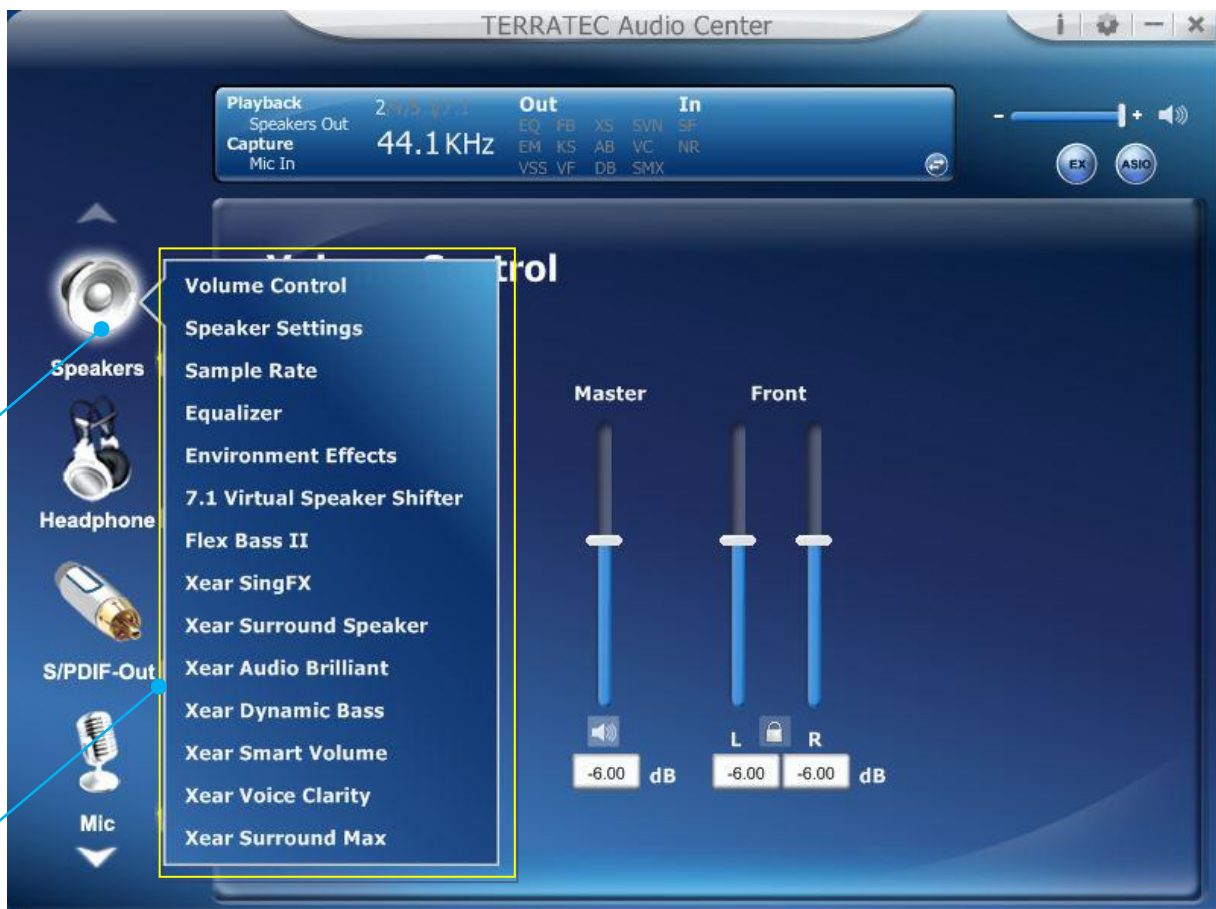 TERRATEC Audio Center
i
Playback
Speakers Out
Capture
Mic In
2
44.1KHz
Out In
EQ FB XS SVN SF
EM KS AB VC NR
VSS VF DB SMX
- +
EX ASIO
trol
Speakers
Headphone
S/PDIF-Out
Mic
Volume Control
Speaker Settings
Sample Rate
Equalizer
Environment Effects
7.1 Virtual Speaker Shifter
Flex Bass II
Xear SingFX
Xear Surround Speaker
Xear Audio Brilliant
Xear Dynamic Bass
Xear Smart Volume
Xear Voice Clarity
Xear Surround Max
Master Front
L R
-6.00 dB -6.00 -6.00 dB